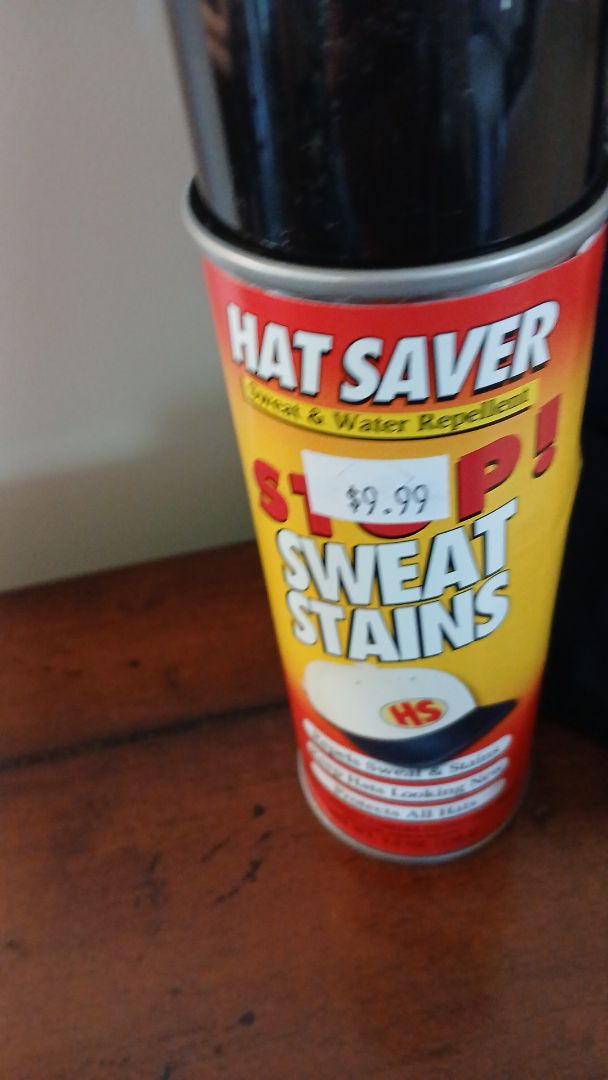 HAT SAVER
Sweat & Water Repellent
STOP!
$9.99
SWEAT
STAINS
HS
Repels Sweat & Stains
Keep Hats Looking New
Protects All Hats